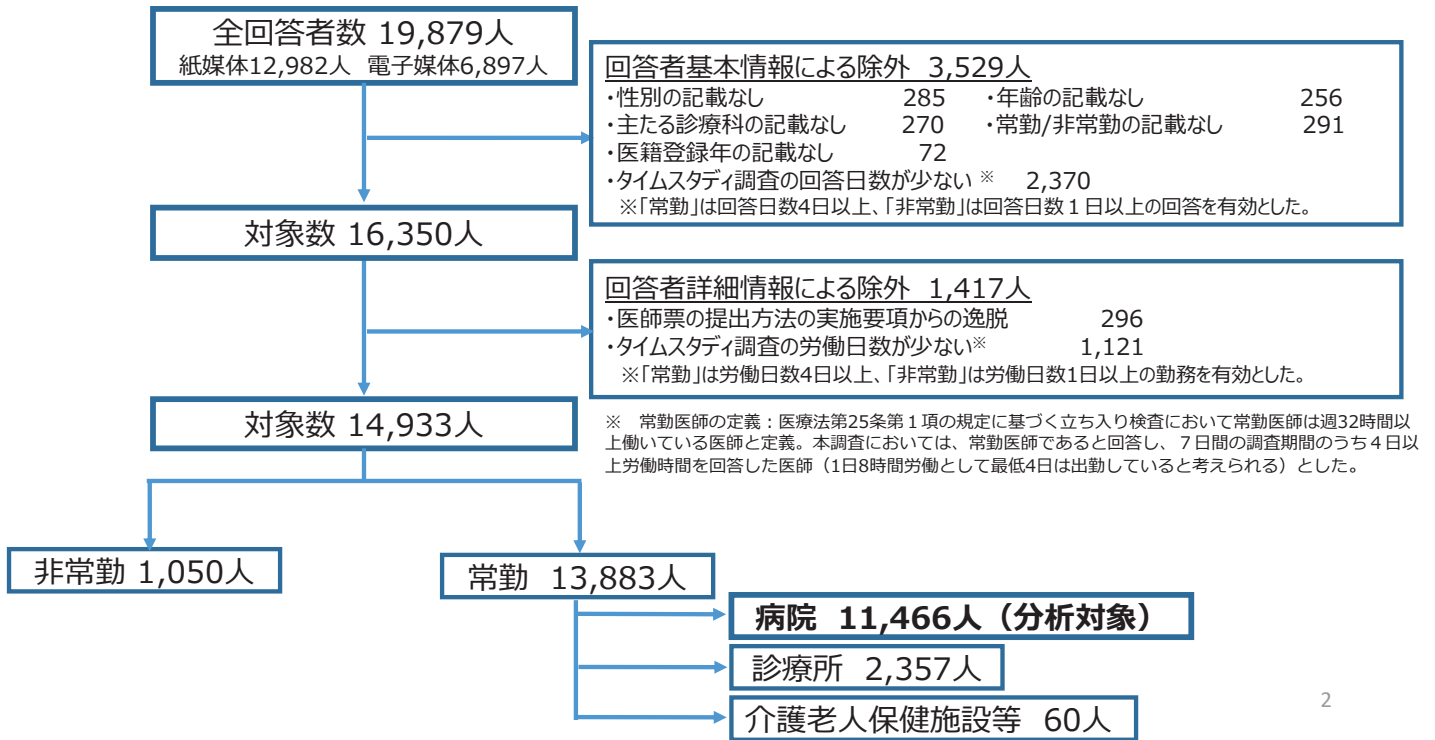 全回答者数 19,879人
紙媒体12,982人 電子媒体6,897人
回答者基本情報による除外 3,529人
・性別の記載なし 285 ・年齢の記載なし 256
・主たる診療科の記載なし 270 ・常勤/非常勤の記載なし 291
・医籍登録年の記載なし 72
・タイムスタディ調査の回答日数が少ない ※ 2,370
※「常勤」は回答日数4日以上、「非常勤」は回答日数１日以上の回答を有効とした。
対象数 16,350人
回答者詳細情報による除外 1,417人
・医師票の提出方法の実施要項からの逸脱 296
・タイムスタディ調査の労働日数が少ない※ 1,121
※「常勤」は労働日数4日以上、「非常勤」は労働日数1日以上の勤務を有効とした。
対象数 14,933人
※ 常勤医師の定義：医療法第25条第１項の規定に基づく立ち入り検査において常勤医師は週32時間以
上働いている医師と定義。本調査においては、常勤医師であると回答し、７日間の調査期間のうち４日以
上労働時間を回答した医師（1日8時間労働として最低4日は出勤していると考えられる）とした。
非常勤 1,050人
常勤 13,883人
病院 11,466人（分析対象）
診療所 2,357人
介護老人保健施設等 60人
2